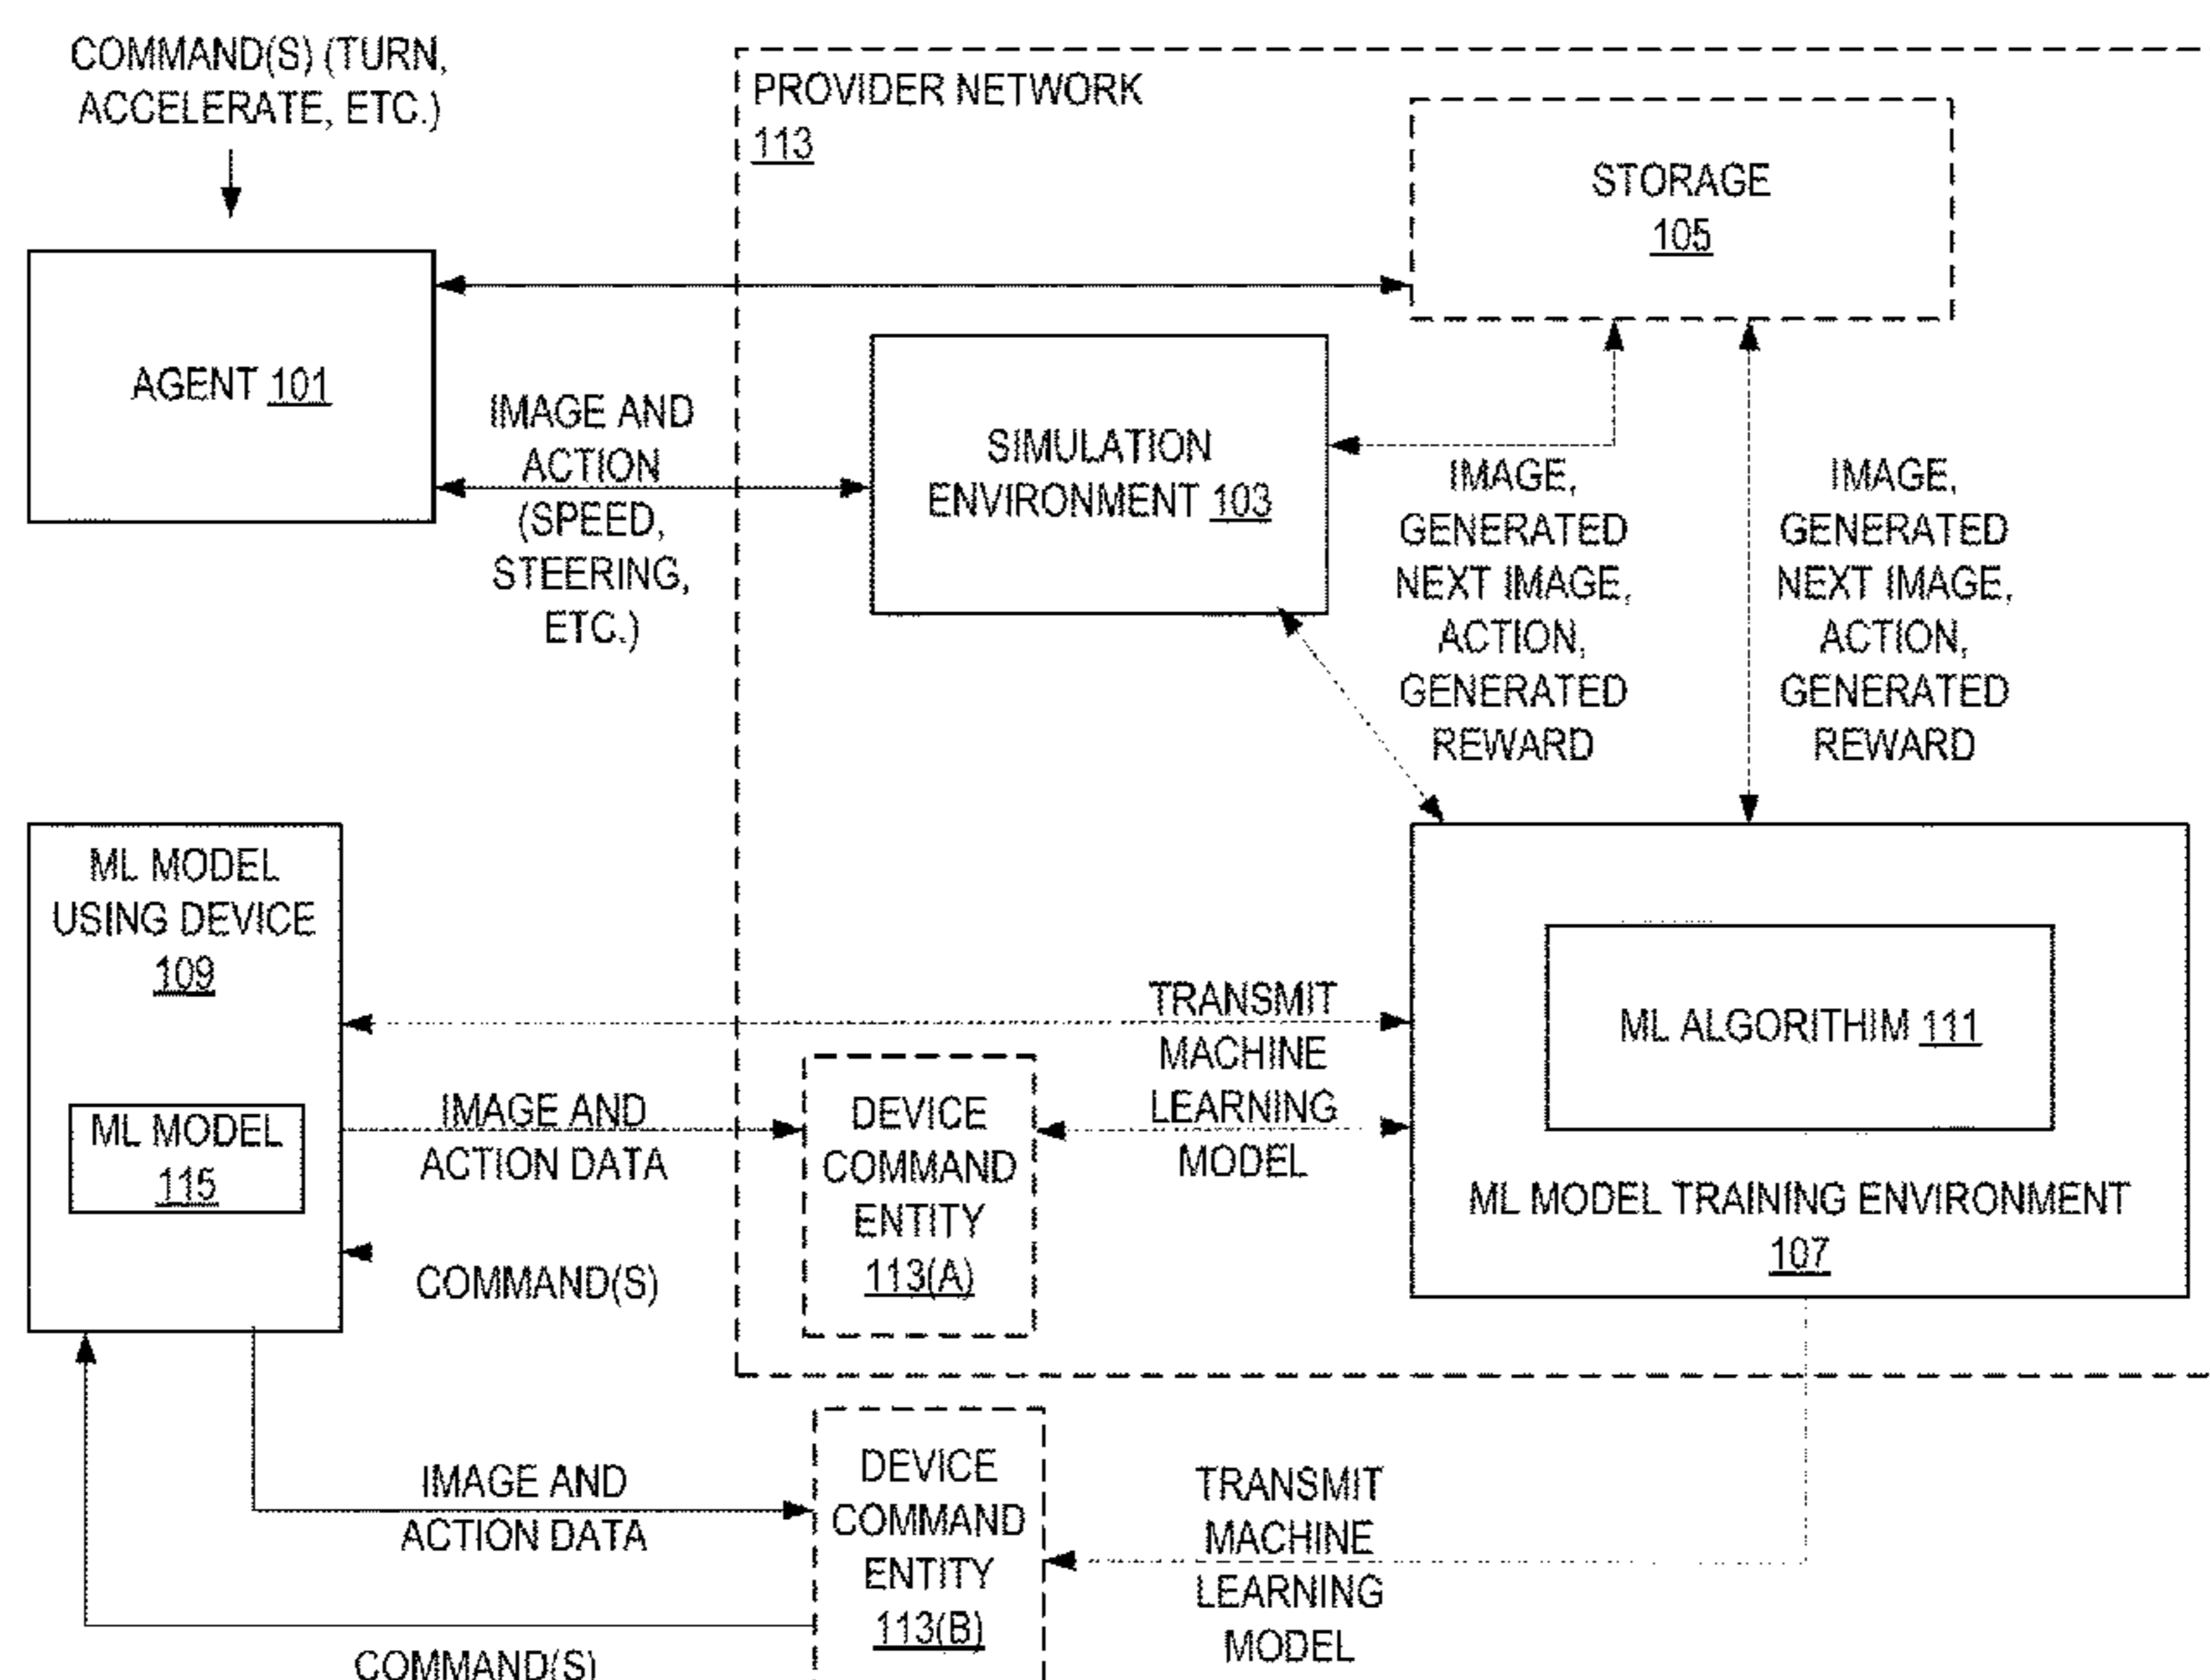 COMMAND(S) (TURN,
ACCELERATE, ETC.)
PROVIDER NETWORK
113
STORAGE
105
AGENT 101
IMAGE AND
ACTION
(SPEED,
STEERING,
ETC.)
SIMULATION
ENVIRONMENT 103
IMAGE,
GENERATED
NEXT IMAGE,
ACTION,
GENERATED
REWARD
IMAGE,
GENERATED
NEXT IMAGE,
ACTION,
GENERATED
REWARD
ML MODEL
USING DEVICE
109
ML MODEL
115
TRANSMIT
MACHINE
LEARNING
MODEL
ML ALGORITHIM 111
ML MODEL TRAINING ENVIRONMENT
107
IMAGE AND
ACTION DATA
DEVICE
COMMAND
ENTITY
113(A)
COMMAND(S)
IMAGE AND
ACTION DATA
DEVICE
COMMAND
ENTITY
113(B)
TRANSMIT
MACHINE
LEARNING
MODEL
COMMAND(S)